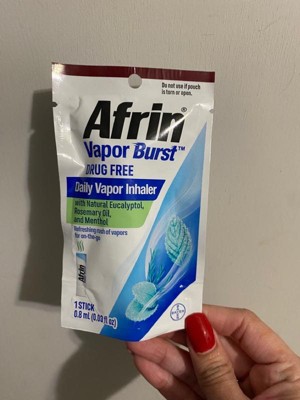 Do not use if pouch
is torn or open.
Afrin®
Vapor Burst™
DRUG FREE
Daily Vapor Inhaler
with Natural Eucalyptol,
Rosemary Oil,
and Menthol
Refreshing rush of vapors
for on-the-go
Afrin
1 STICK
0.8 mL (0.03 fl oz)